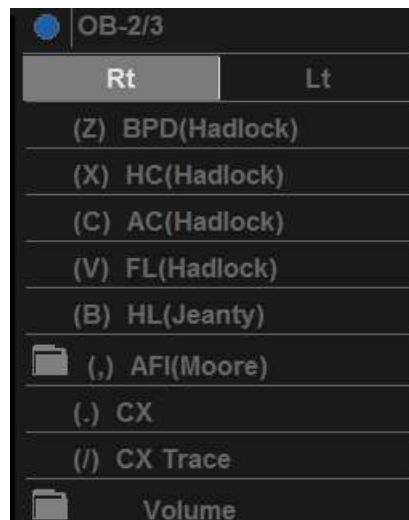 OB-2/3
Rt Lt
(Z) BPD(Hadlock)
(X) HC(Hadlock)
(C) AC(Hadlock)
(V) FL(Hadlock)
(B) HL(Jeanty)
(,) AFI(Moore)
(.) CX
(/) CX Trace
Volume